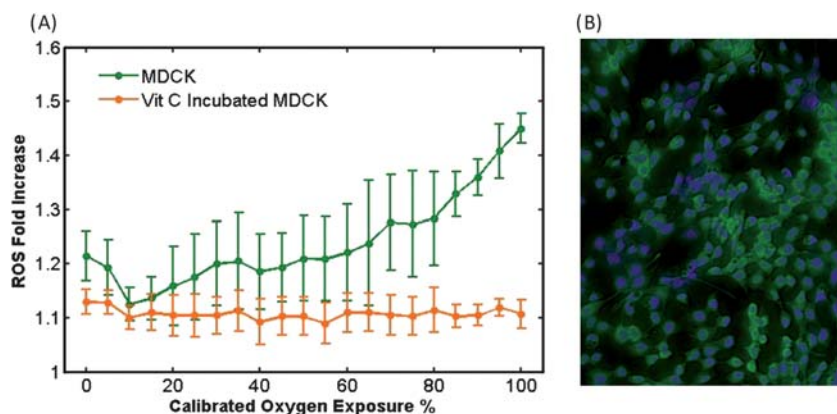 (A)
(B)
1.6
1.5
1.4
1.3
1.2
1.1
1
ROS Fold Increase
MDCK
Vit C Incubated MDCK
0 20 40 60 80 100
Calibrated Oxygen Exposure %